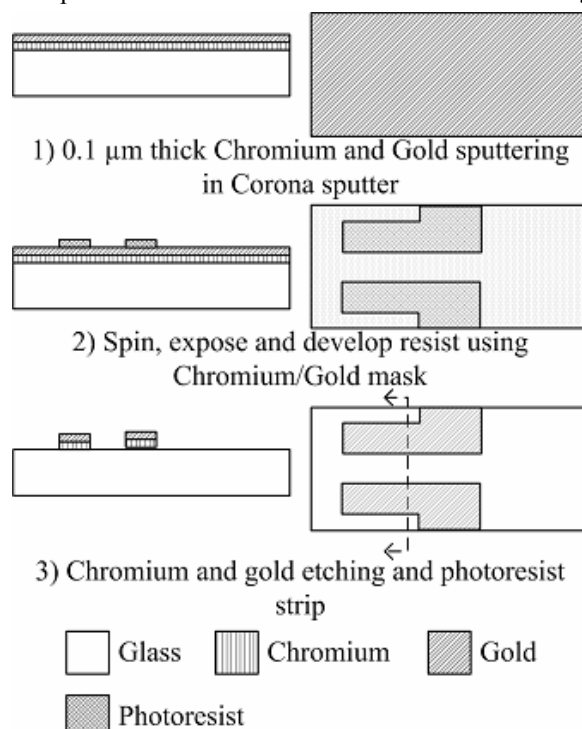 1) 0.1 µm thick Chromium and Gold sputtering
in Corona sputter
2) Spin, expose and develop resist using
Chromium/Gold mask
3) Chromium and gold etching and photoresist
strip
Glass Chromium Gold
Photoresist